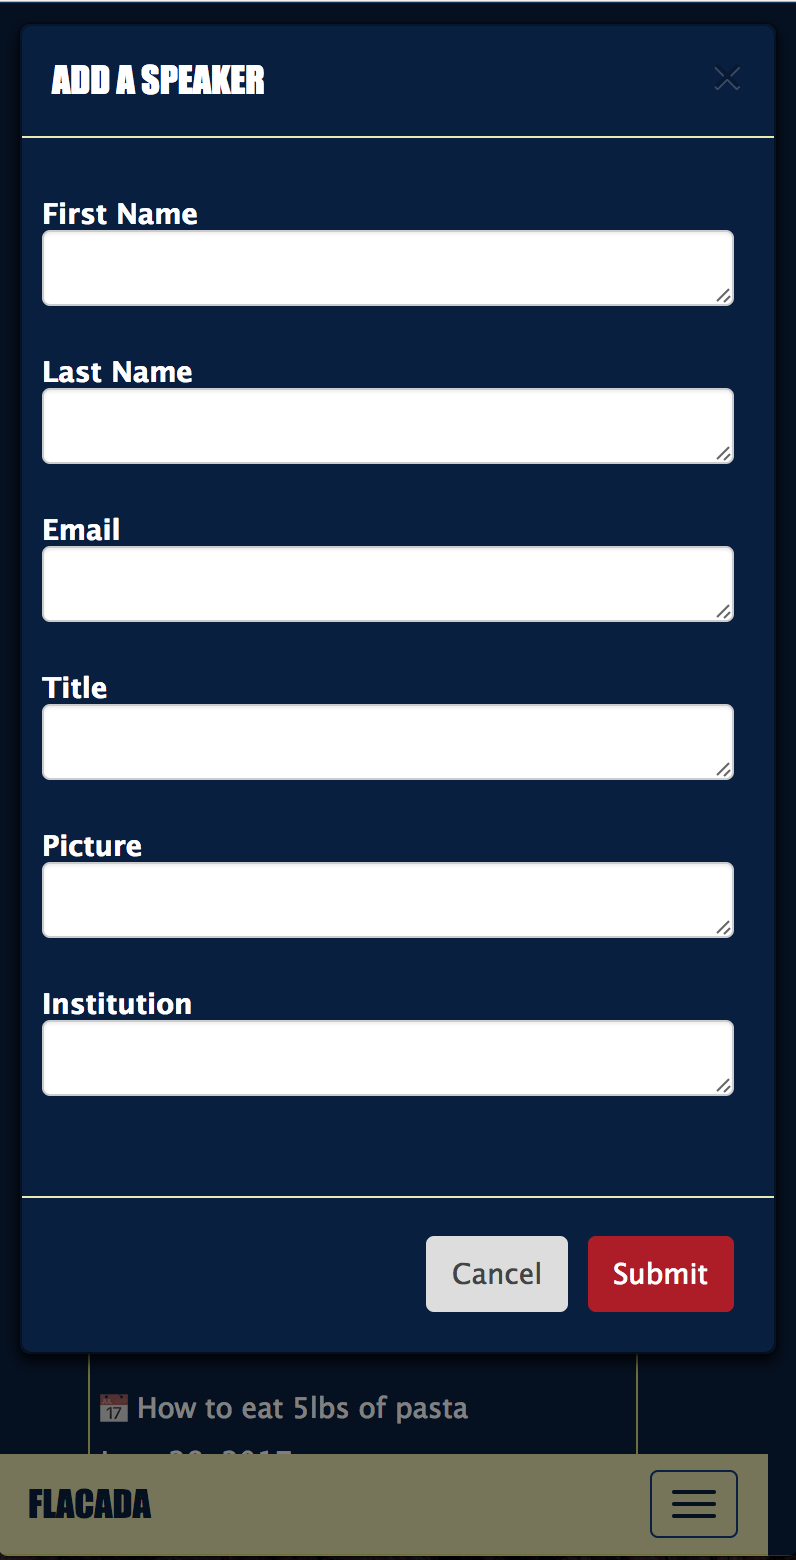 ADD A SPEAKER
First Name
Last Name
Email
Title
Picture
Institution
Cancel Submit
17 How to eat 5lbs of pasta
FLACADA